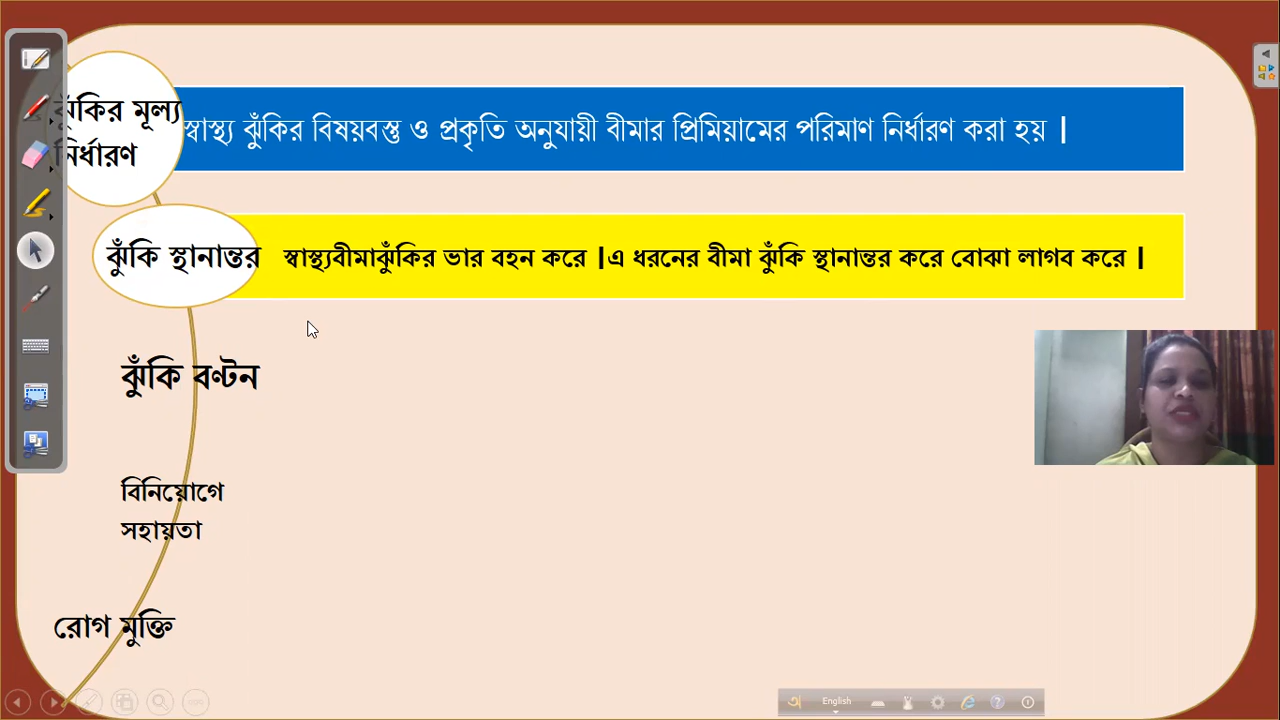 ঝুঁকির মূল্য
নির্ধারণ
স্বাস্থ্য ঝুঁকির বিষয়বস্তু ও প্রকৃতি অনুযায়ী বীমার প্রিমিয়ামের পরিমাণ নির্ধারণ করা হয় |
ঝুঁকি স্থানান্তর
স্বাস্থ্যবীমাঝুঁকির ভার বহন করে |এ ধরনের বীমা ঝুঁকি স্থানান্তর করে বোঝা লাগব করে |
ঝুঁকি বণ্টন
বিনিয়োগে
সহায়তা
রোগ মুক্তি
অ English